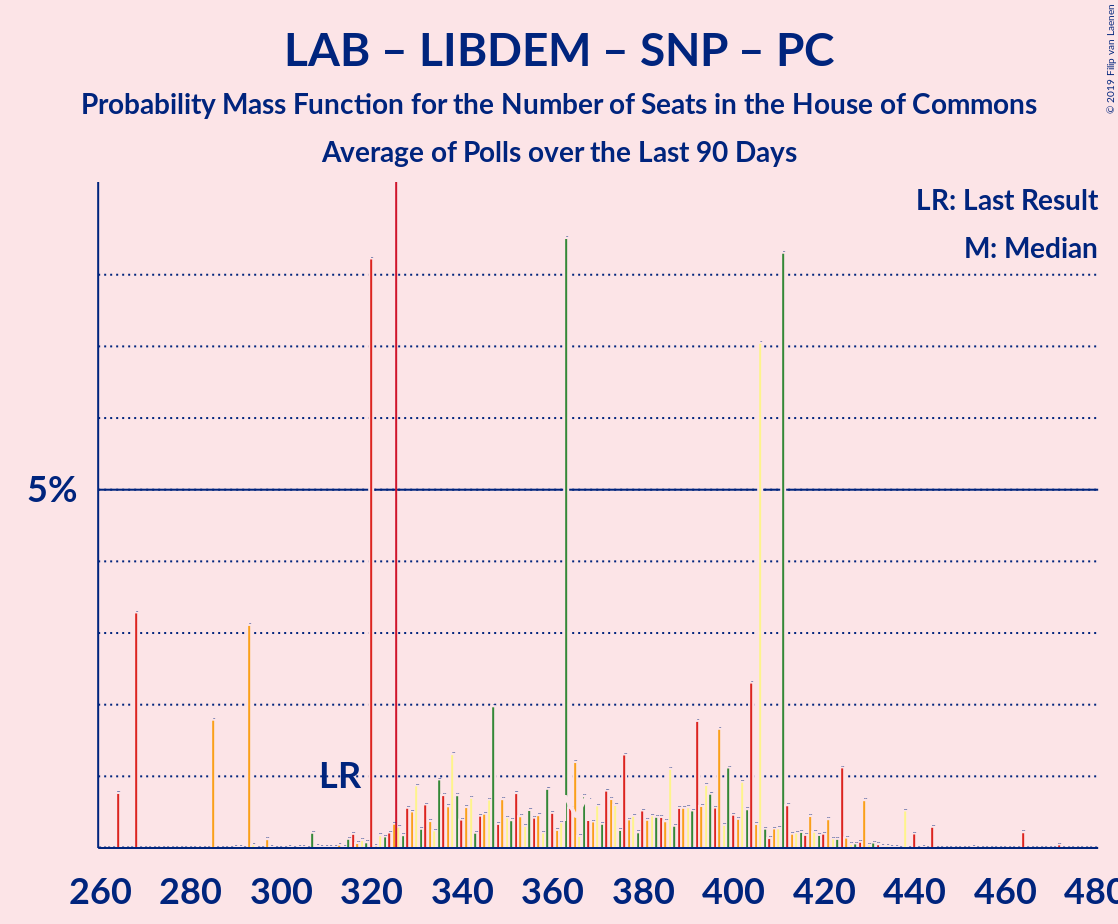 LAB – LIBDEM – SNP – PC
Probability Mass Function for the Number of Seats in the House of Commons
Average of Polls over the Last 90 Days
© 2019 Filip van Laenen
LR: Last Result
M: Median
5%
LR
260 280 300 320 340 360 380 400 420 440 460 480